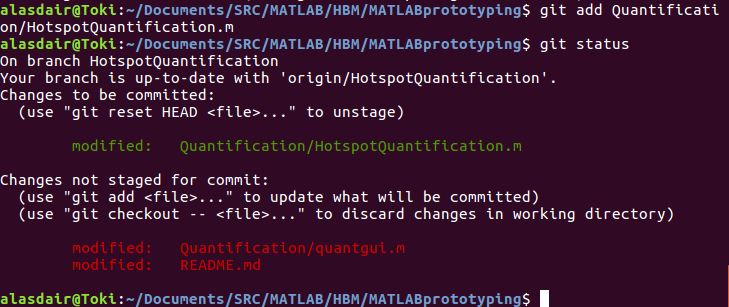 alasdair@Toki:~/Documents/SRC/MATLAB/HBM/MATLABprototyping$ git add Quantificati
on/HotspotQuantification.m
alasdair@Toki:~/Documents/SRC/MATLAB/HBM/MATLABprototyping$ git status
On branch HotspotQuantification
Your branch is up-to-date with 'origin/HotspotQuantification'.
Changes to be committed:
  (use "git reset HEAD <file>..." to unstage)

        modified:   Quantification/HotspotQuantification.m

Changes not staged for commit:
  (use "git add <file>..." to update what will be committed)
  (use "git checkout -- <file>..." to discard changes in working directory)

        modified:   Quantification/quantgui.m
        modified:   README.md

alasdair@Toki:~/Documents/SRC/MATLAB/HBM/MATLABprototyping$